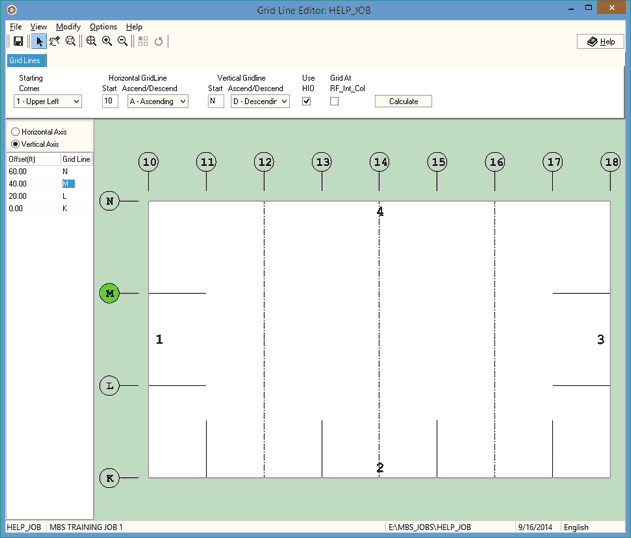 Grid Line Editor: HELP_JOB
File View Modify Options Help
Help
Grid Lines
Starting Horizontal GridLine Vertical Gridline Use Grid At
Corner Start Ascend/Descend Start Ascend/Descend HIO RF_Int_Col
1 - Upper Left 10 A - Ascending N D - Descendir Calculate
Horizontal Axis
Vertical Axis
Offset(ft) Grid Line
60.00 N
40.00 M
20.00 L
0.00 K
10 11 12 13 14 15 16 17 18
N
4
M
1 3
L
2
K
HELP_JOB MBS TRAINING JOB 1 E:\MBS_JOBS\HELP_JOB 9/16/2014 English